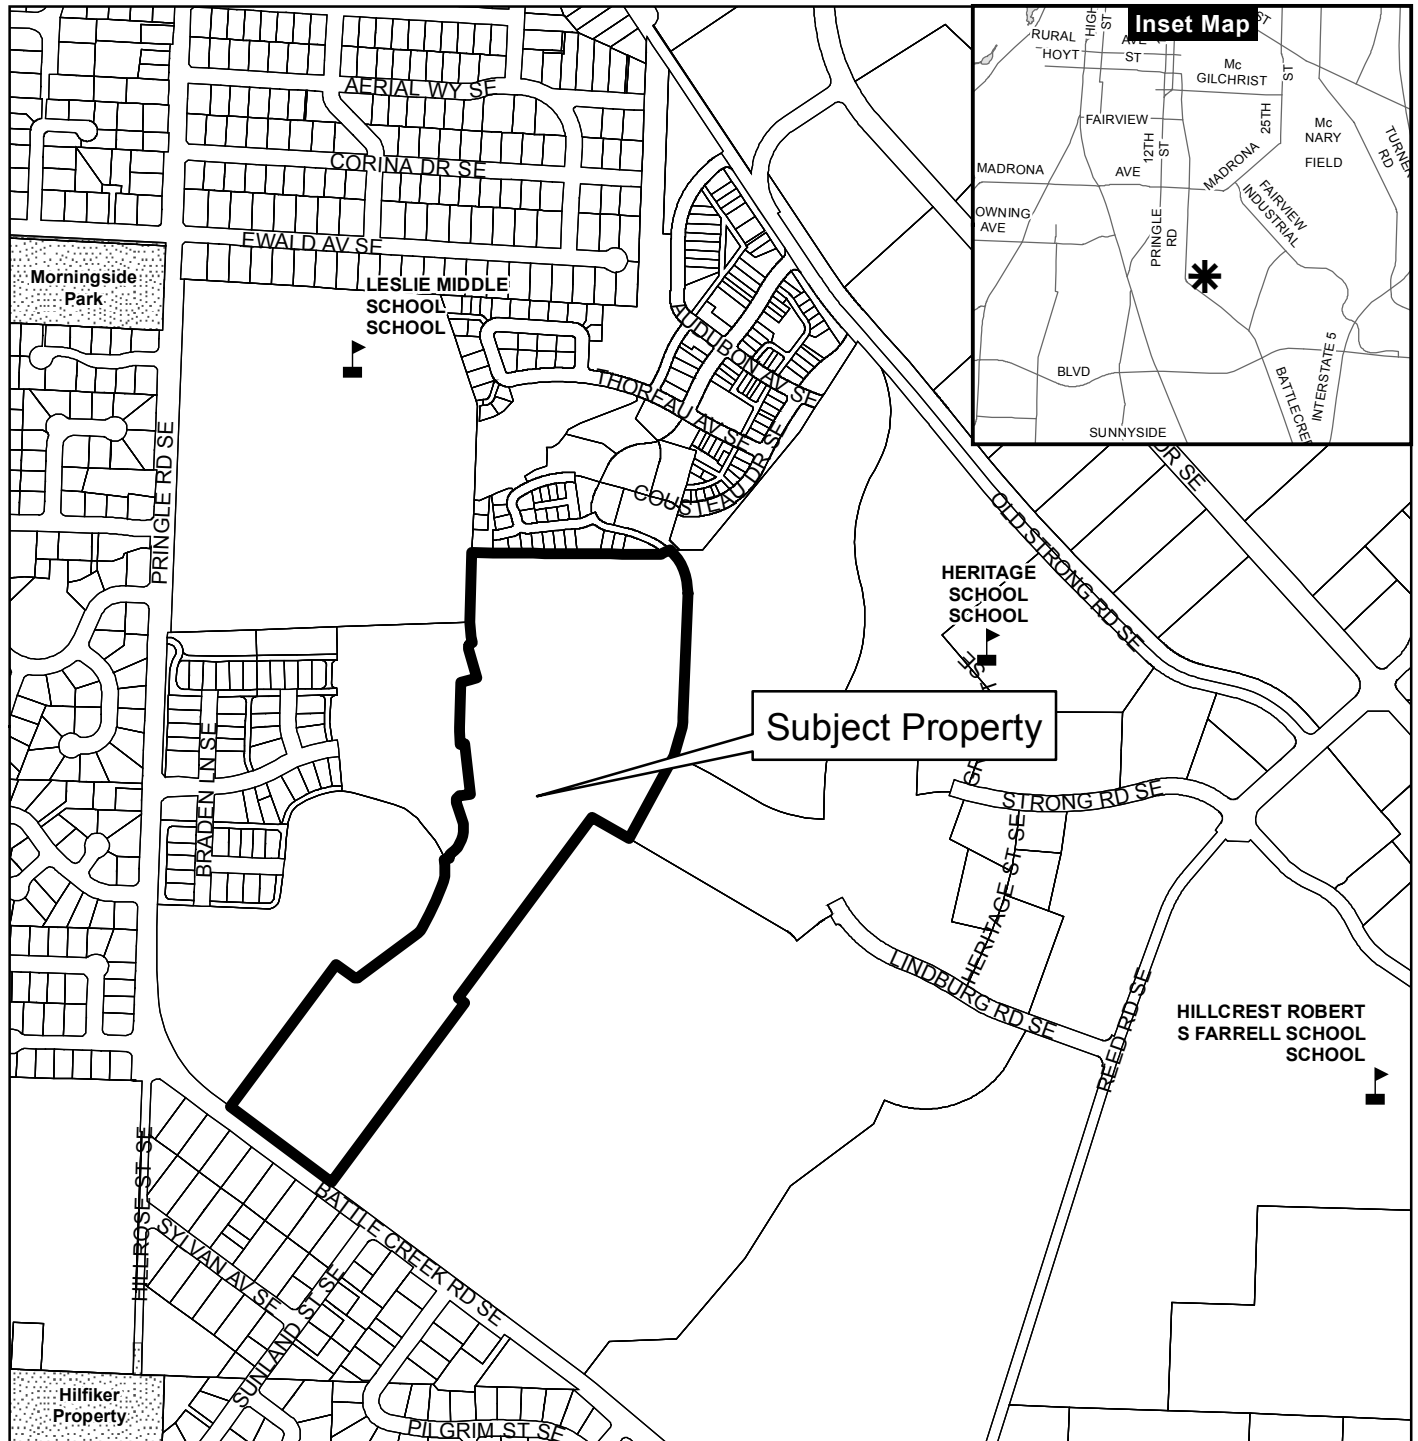 AERIAL WY SE
CORINA DR SE
EWALD AV SE
Morningside
Park
LESLIE MIDDLE
SCHOOL
SCHOOL
AUDUBON AV SE
THOREAU AV SE
COUSTEAU DR SE
PRINGLE RD SE
OLD STRONG RD SE
DR SE
HERITAGE
SCHOOL
SCHOOL
Subject Property
STRONG RD SE
BRADEN LN SE
HERITAGE ST SE
LINDBURG RD SE
REED RD SE
HILLCREST ROBERT
S FARRELL SCHOOL
SCHOOL
HILLROSE ST SE
BATTLE CREEK RD SE
SYLVAN AV SE
SUNLAND ST SE
Hilfiker
Property
PILGRIM ST SE
Inset Map
RURAL
AVE
HIGH
ST
ST
HOYT
ST
Mc
GILCHRIST
ST
25TH
FAIRVIEW
12TH
ST
Mc
NARY
FIELD
TURNER
RD
MADRONA
AVE
MADRONA
FAIRVIEW
INDUSTRIAL
OWNING
AVE
PRINGLE
RD
BLVD
BATTLECREE
INTERSTATE 5
SUNNYSIDE